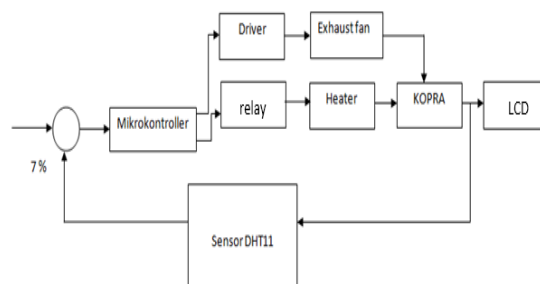 Driver
Exhaust fan
relay
Heater
KOPRA
LCD
Mikrokontroller
7 %
Sensor DHT11